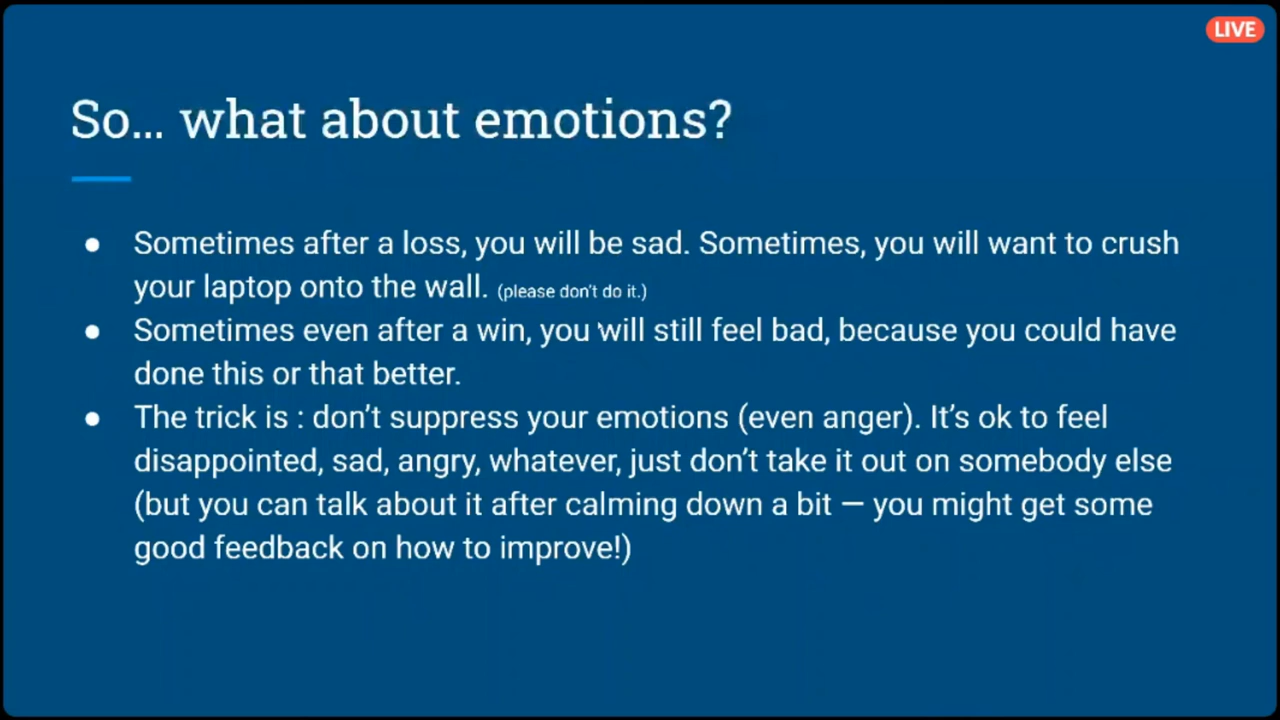 LIVE
So... what about emotions?
● Sometimes after a loss, you will be sad. Sometimes, you will want to crush
your laptop onto the wall. (please don't do it.)
● Sometimes even after a win, you will still feel bad, because you could have
done this or that better.
● The trick is : don't suppress your emotions (even anger). It's ok to feel
disappointed, sad, angry, whatever, just don't take it out on somebody else
(but you can talk about it after calming down a bit — you might get some
good feedback on how to improve!)